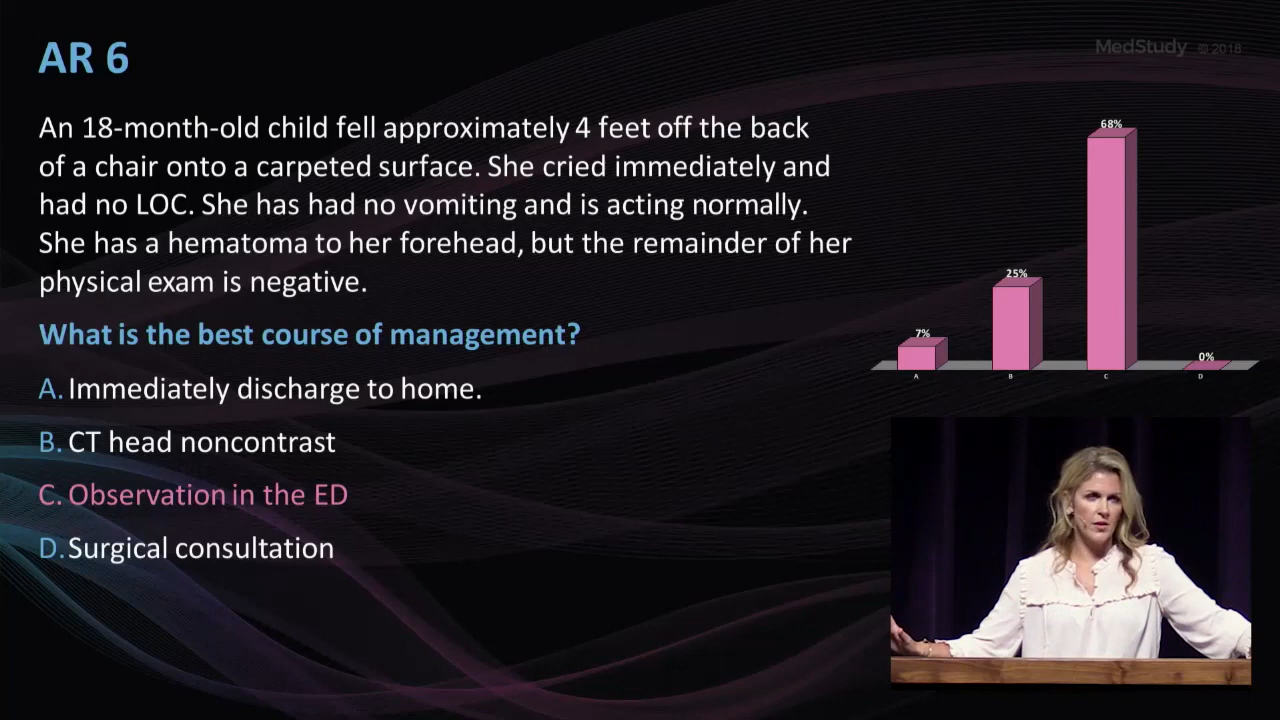 AR 6
MedStudy © 2018
An 18-month-old child fell approximately 4 feet off the back
of a chair onto a carpeted surface. She cried immediately and
had no LOC. She has had no vomiting and is acting normally.
She has a hematoma to her forehead, but the remainder of her
physical exam is negative.
What is the best course of management?
A. Immediately discharge to home.
B. CT head noncontrast
C. Observation in the ED
D. Surgical consultation
68%
25%
7%
0%
A B C D